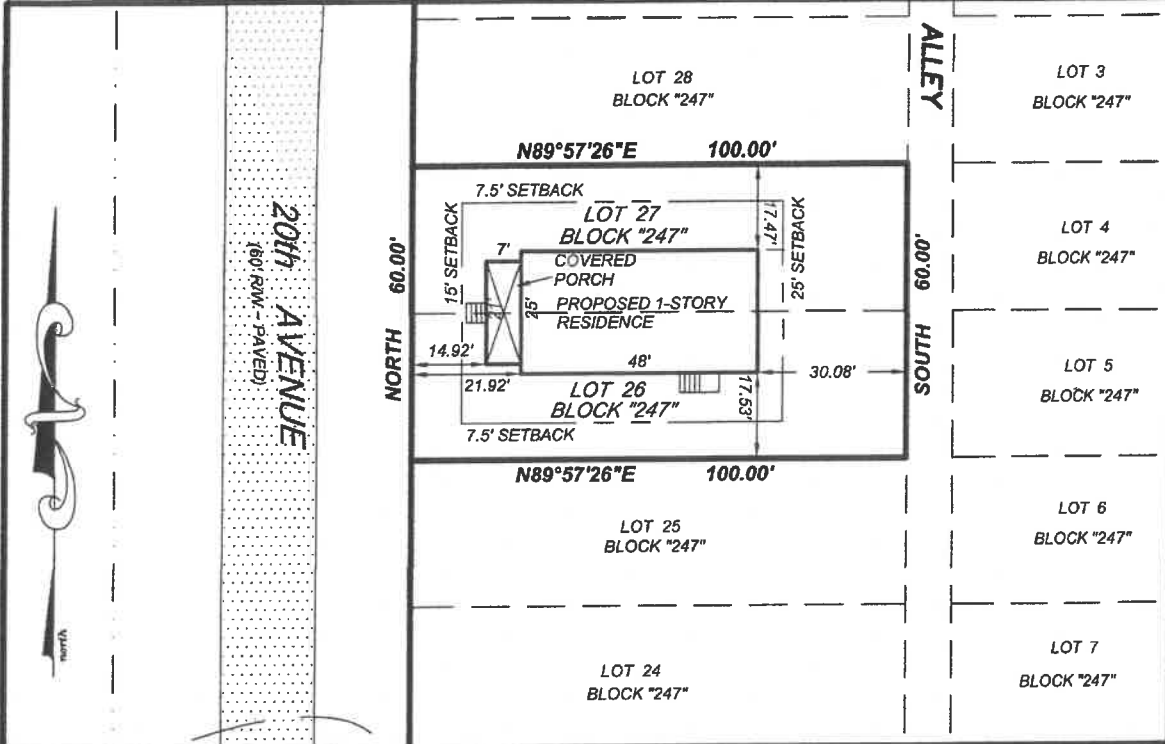 LOT 28
BLOCK "247"
ALLEY
LOT 3
BLOCK "247"
N89°57'26"E 100.00'
7.5' SETBACK
LOT 27
BLOCK "247"
17.47'
25' SETBACK
15' SETBACK
7'
COVERED
PORCH
25'
PROPOSED 1-STORY
RESIDENCE
60.00'
NORTH
60.00'
SOUTH
LOT 4
BLOCK "247"
20th AVENUE
(60' R/W - PAVED)
14.92'
21.92'
48'
30.08'
17.53'
LOT 26
BLOCK "247"
7.5' SETBACK
LOT 5
BLOCK "247"
N89°57'26"E 100.00'
LOT 25
BLOCK "247"
LOT 6
BLOCK "247"
LOT 24
BLOCK "247"
LOT 7
BLOCK "247"
north